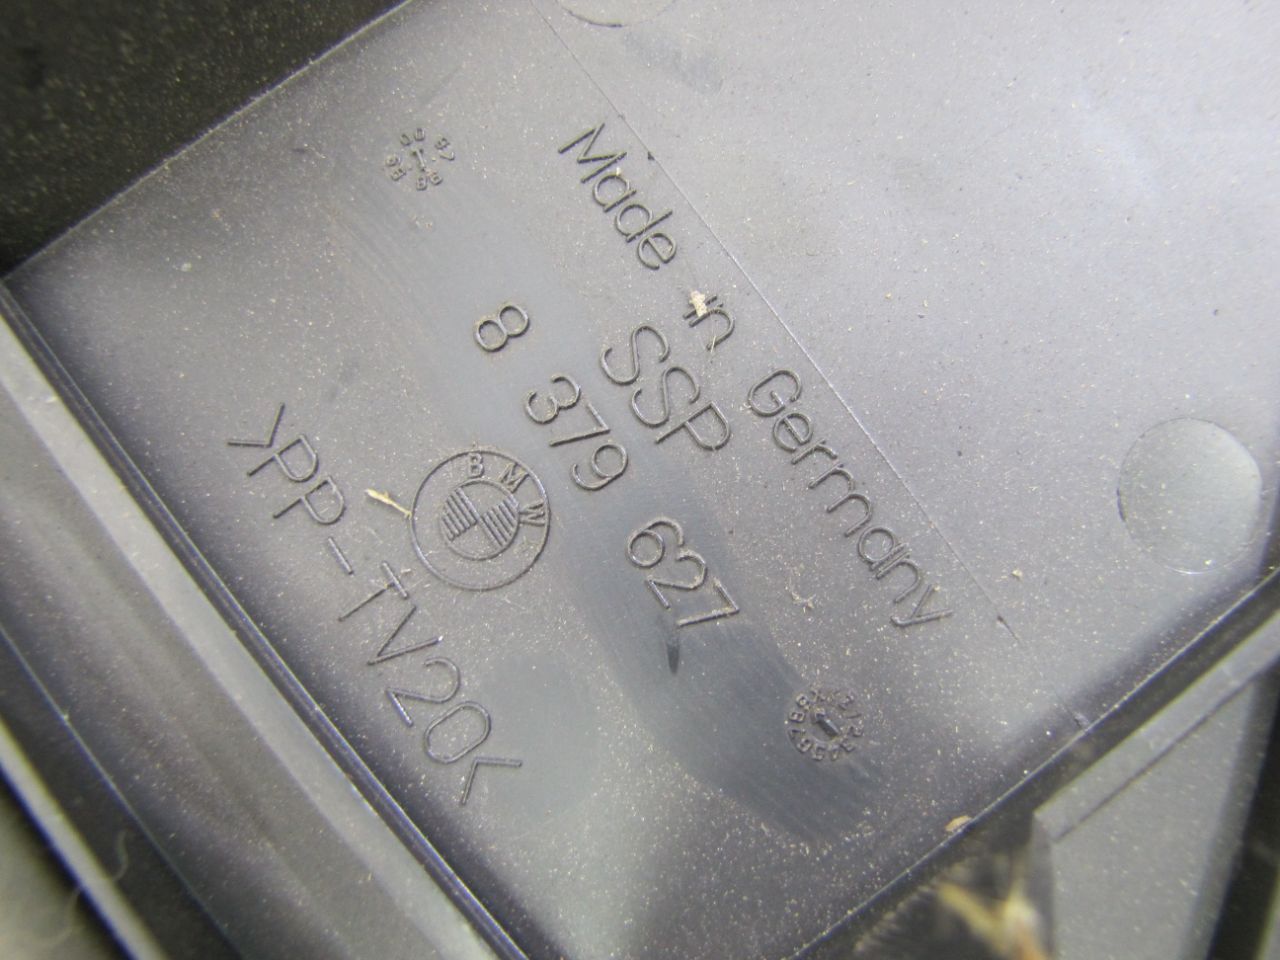 Made in Germany
SSP
8 379 627
BMW
>PP-TV20<